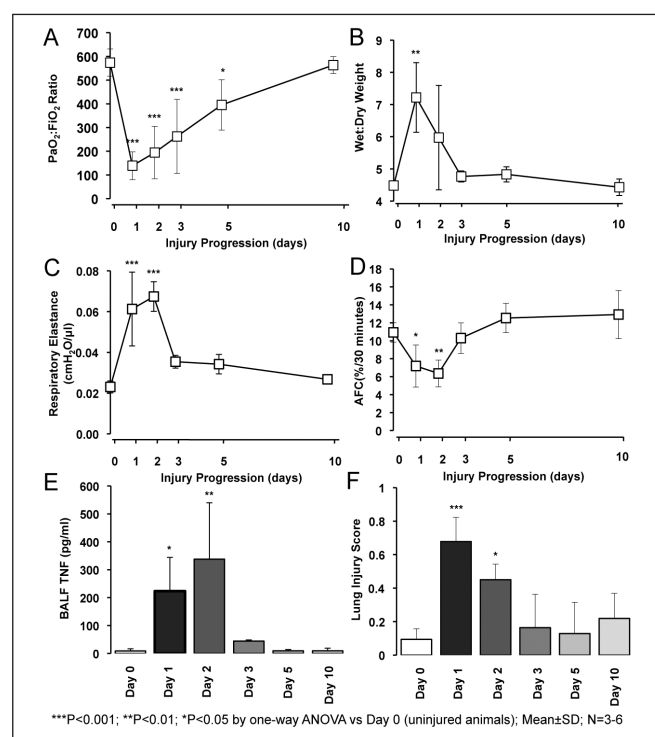 A
PaO2:FiO2 Ratio
700
600
500
400
300
200
100
0
***
***
***
*
0 1 2 3 5 10
Injury Progression (days)
B
Wet:Dry Weight
9
8
7
6
5
4
**
0 1 2 3 5 10
Injury Progression (days)
C
Respiratory Elastance
(cmH2O/µl)
0.08
0.06
0.04
0.02
0.00
***
***
0 1 2 3 5 10
Injury Progression (days)
D
AFC(%/30 minutes)
18
16
14
12
10
8
6
4
2
0
*
**
0 1 2 3 5 10
Injury Progression (days)
E
BALF TNF (pg/ml)
600
500
400
300
200
100
0
*
**
Day 0
Day 1
Day 2
Day 3
Day 5
Day 10
F
Lung Injury Score
1
0.8
0.6
0.4
0.2
0
***
*
Day 0
Day 1
Day 2
Day 3
Day 5
Day 10
***P<0.001; **P<0.01; *P<0.05 by one-way ANOVA vs Day 0 (uninjured animals); Mean±SD; N=3-6